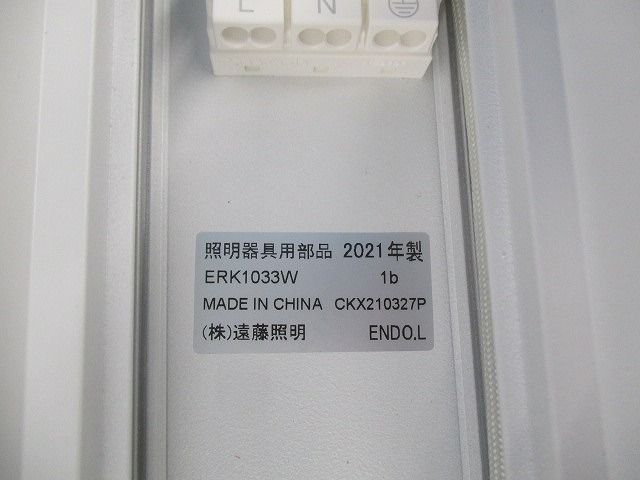 L N
照明器具用部品 2021年製
ERK1033W 1b
MADE IN CHINA CKX210327P
(株)遠藤照明 ENDO.L